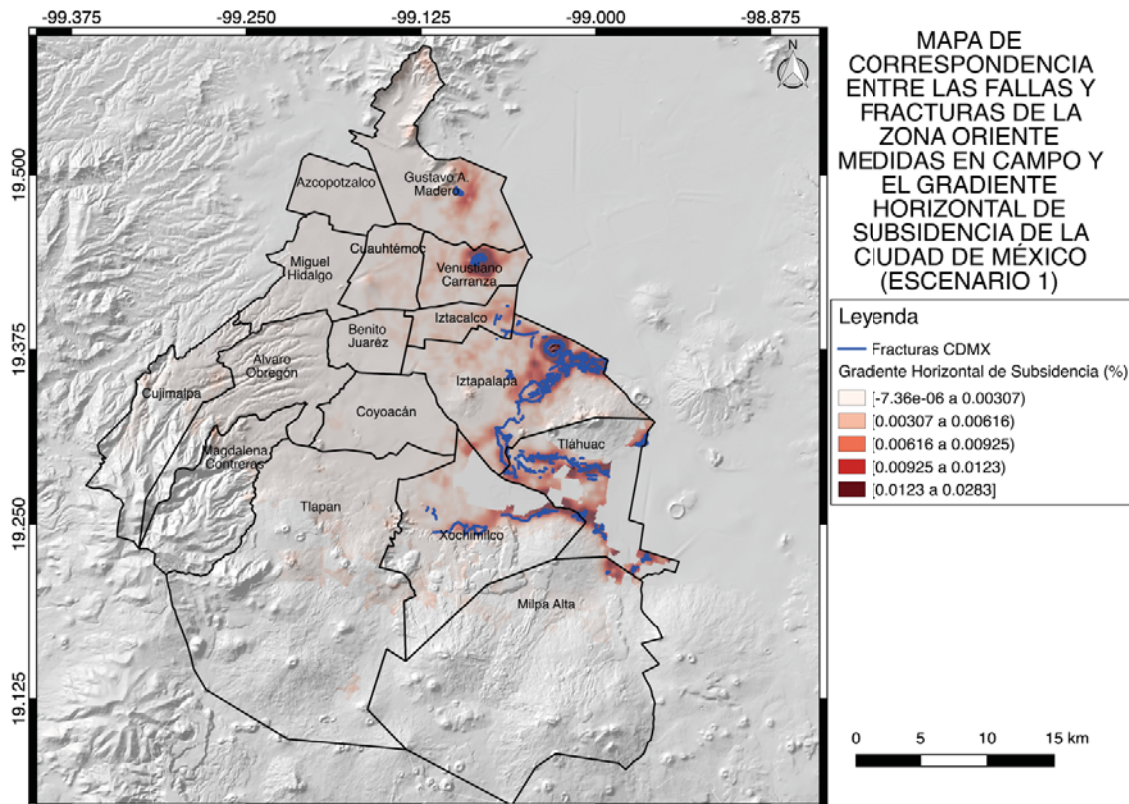 -99.375
-99.250
-99.125
-99.000
-98.875
N
19.500
19.375
19.250
19.125
Azcopotzalco
Gustavo A.
Madero
Cuauhtémoc
Miguel
Hidalgo
Venustiano
Carranza
Iztacalco
Benito
Juaréz
Alvaro
Obregón
Iztapalapa
Cujimalpa
Coyoacán
Tláhuac
Magdalena
Contreras
Tlalpan
Xochimilco
Milpa Alta
MAPA DE
CORRESPONDENCIA
ENTRE LAS FALLAS Y
FRACTURAS DE LA
ZONA ORIENTE
MEDIDAS EN CAMPO Y
EL GRADIENTE
HORIZONTAL DE
SUBSIDENCIA DE LA
CIUDAD DE MÉXICO
(ESCENARIO 1)
Leyenda
Fracturas CDMX
Gradiente Horizontal de Subsidencia (%)
[-7.36e-06 a 0.00307)
[0.00307 a 0.00616)
[0.00616 a 0.00925)
[0.00925 a 0.0123)
[0.0123 a 0.0283]
0 5 10 15 km